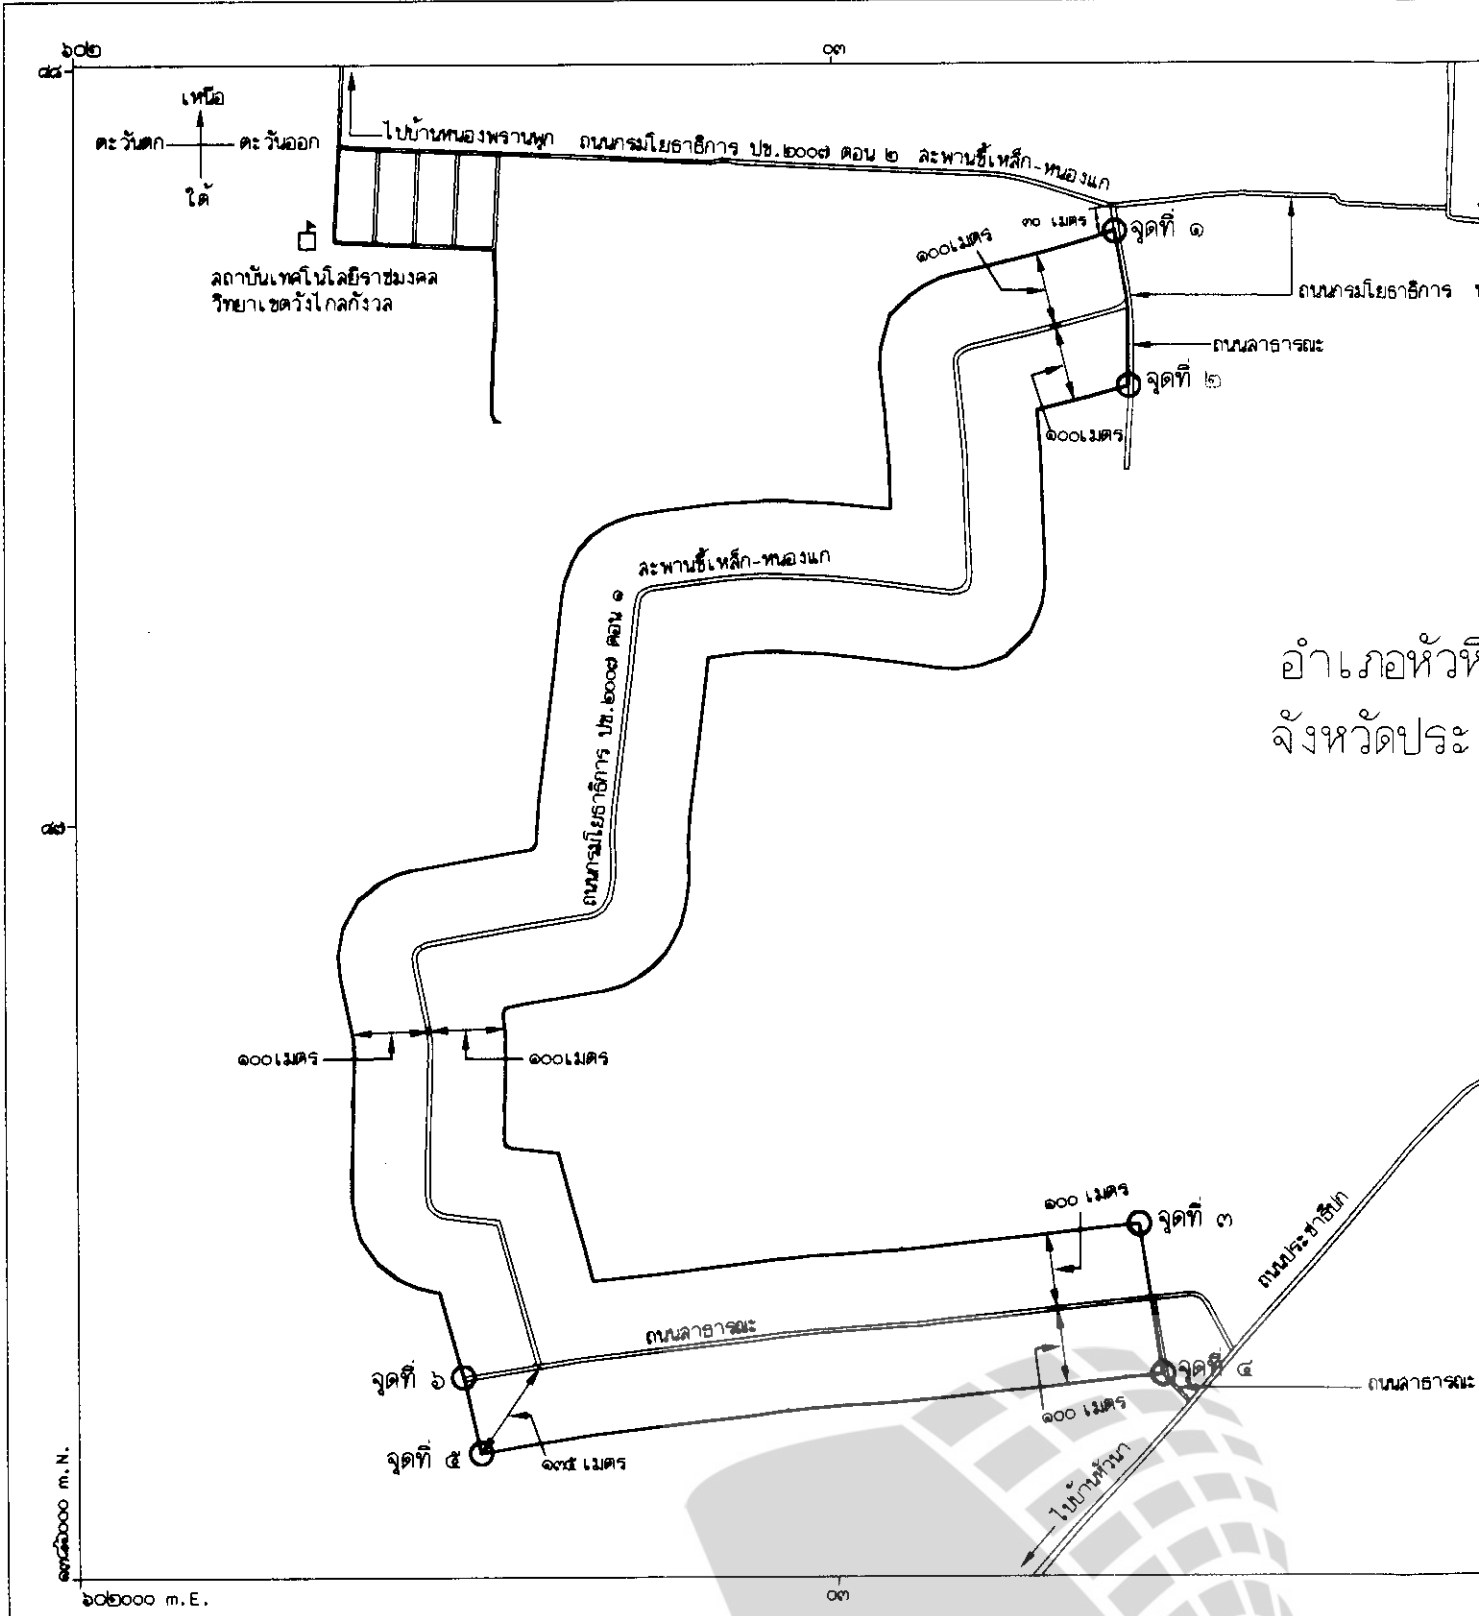 ๖๐๒
๐๓
๘๘
เหนือ
ตะวันตก
ตะวันออก
ใต้
ไปบ้านหนองพรานพุก
ถนนกรมโยธาธิการ ปข.๒๐๐๗ ตอน ๒ สะพานขี้เหล็ก-หนองแก
๓๐ เมตร
จุดที่ ๑
๑๐๐เมตร
สถาบันเทคโนโลยีราชมงคล
วิทยาเขตวังไกลกังวล
ถนนกรมโยธาธิการ
ถนนสาธารณะ
จุดที่ ๒
๑๐๐เมตร
สะพานขี้เหล็ก-หนองแก
ถนนกรมโยธาธิการ ปข.๒๐๐๗ ตอน ๑
อำเภอหัวหิ
จังหวัดประ
๘๗
๑๐๐เมตร
๑๐๐เมตร
๑๐๐ เมตร
จุดที่ ๓
ถนนประชาธิปก
ถนนสาธารณะ
จุดที่ ๖
จุดที่ ๔
ถนนสาธารณะ
๑๐๐ เมตร
จุดที่ ๕
๑๓๕ เมตร
ไปบ้านหัวนา
๑๓๘๖๐๐๐ m.N.
๖๐๒๐๐๐ m.E.
๐๓